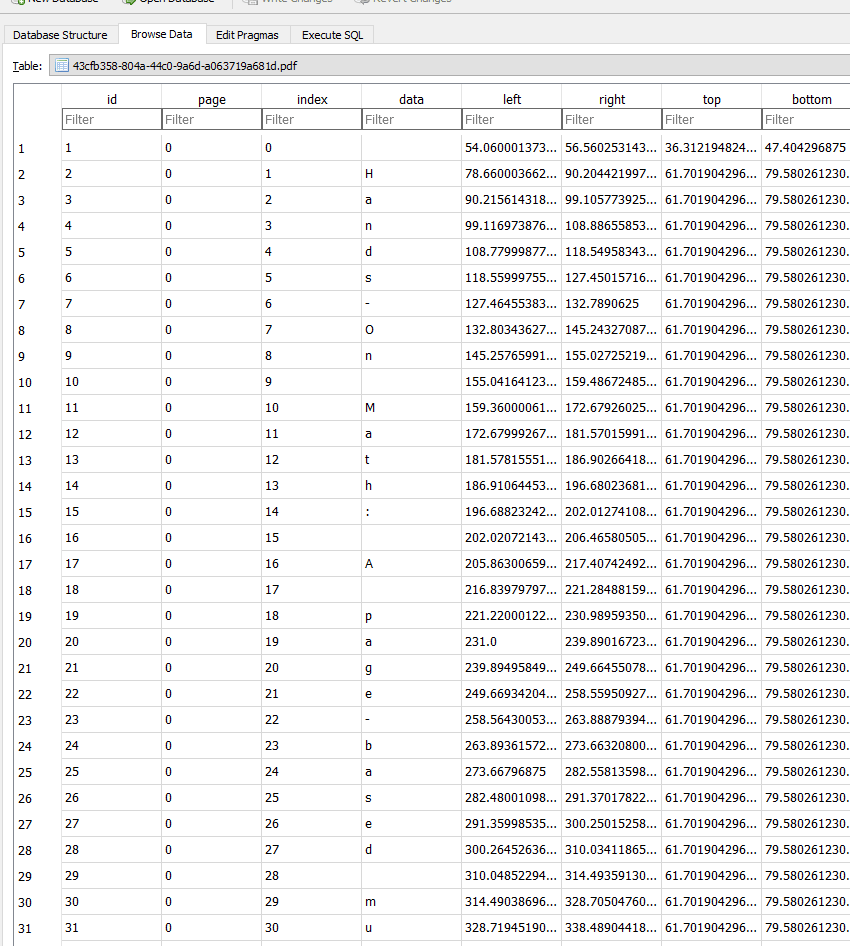 New Database Open Database Write Changes Revert Changes
Database Structure Browse Data Edit Pragmas Execute SQL
Table: 43cfb358-804a-44c0-9a6d-a063719a681d.pdf
id page index data left right top bottom
Filter Filter Filter Filter Filter Filter Filter Filter
1 1 0 0 54.060001373... 56.560253143... 36.312194824... 47.404296875
2 2 0 1 H 78.660003662... 90.204421997... 61.701904296... 79.580261230.
3 3 0 2 a 90.215614318... 99.105773925... 61.701904296... 79.580261230.
4 4 0 3 n 99.116973876... 108.88655853... 61.701904296... 79.580261230.
5 5 0 4 d 108.77999877... 118.54958343... 61.701904296... 79.580261230.
6 6 0 5 s 118.55999755... 127.45015716... 61.701904296... 79.580261230.
7 7 0 6 - 127.46455383... 132.7890625 61.701904296... 79.580261230.
8 8 0 7 O 132.80343627... 145.24327087... 61.701904296... 79.580261230.
9 9 0 8 n 145.25765991... 155.02725219... 61.701904296... 79.580261230.
10 10 0 9 155.04164123... 159.48672485... 61.701904296... 79.580261230.
11 11 0 10 M 159.36000061... 172.67926025... 61.701904296... 79.580261230.
12 12 0 11 a 172.67999267... 181.57015991... 61.701904296... 79.580261230.
13 13 0 12 t 181.57815551... 186.90266418... 61.701904296... 79.580261230.
14 14 0 13 h 186.91064453... 196.68023681... 61.701904296... 79.580261230.
15 15 0 14 : 196.68823242... 202.01274108... 61.701904296... 79.580261230.
16 16 0 15 202.02072143... 206.46580505... 61.701904296... 79.580261230.
17 17 0 16 A 205.86300659... 217.40742492... 61.701904296... 79.580261230.
18 18 0 17 216.83979797... 221.28488159... 61.701904296... 79.580261230.
19 19 0 18 p 221.22000122... 230.98959350... 61.701904296... 79.580261230.
20 20 0 19 a 231.0 239.89016723... 61.701904296... 79.580261230.
21 21 0 20 g 239.89495849... 249.66455078... 61.701904296... 79.580261230.
22 22 0 21 e 249.66934204... 258.55950927... 61.701904296... 79.580261230.
23 23 0 22 - 258.56430053... 263.88879394... 61.701904296... 79.580261230.
24 24 0 23 b 263.89361572... 273.66320800... 61.701904296... 79.580261230.
25 25 0 24 a 273.66796875 282.55813598... 61.701904296... 79.580261230.
26 26 0 25 s 282.48001098... 291.37017822... 61.701904296... 79.580261230.
27 27 0 26 e 291.35998535... 300.25015258... 61.701904296... 79.580261230.
28 28 0 27 d 300.26452636... 310.03411865... 61.701904296... 79.580261230.
29 29 0 28 310.04852294... 314.49359130... 61.701904296... 79.580261230.
30 30 0 29 m 314.49038696... 328.70504760... 61.701904296... 79.580261230.
31 31 0 30 u 328.71945190... 338.48904418... 61.701904296... 79.580261230.